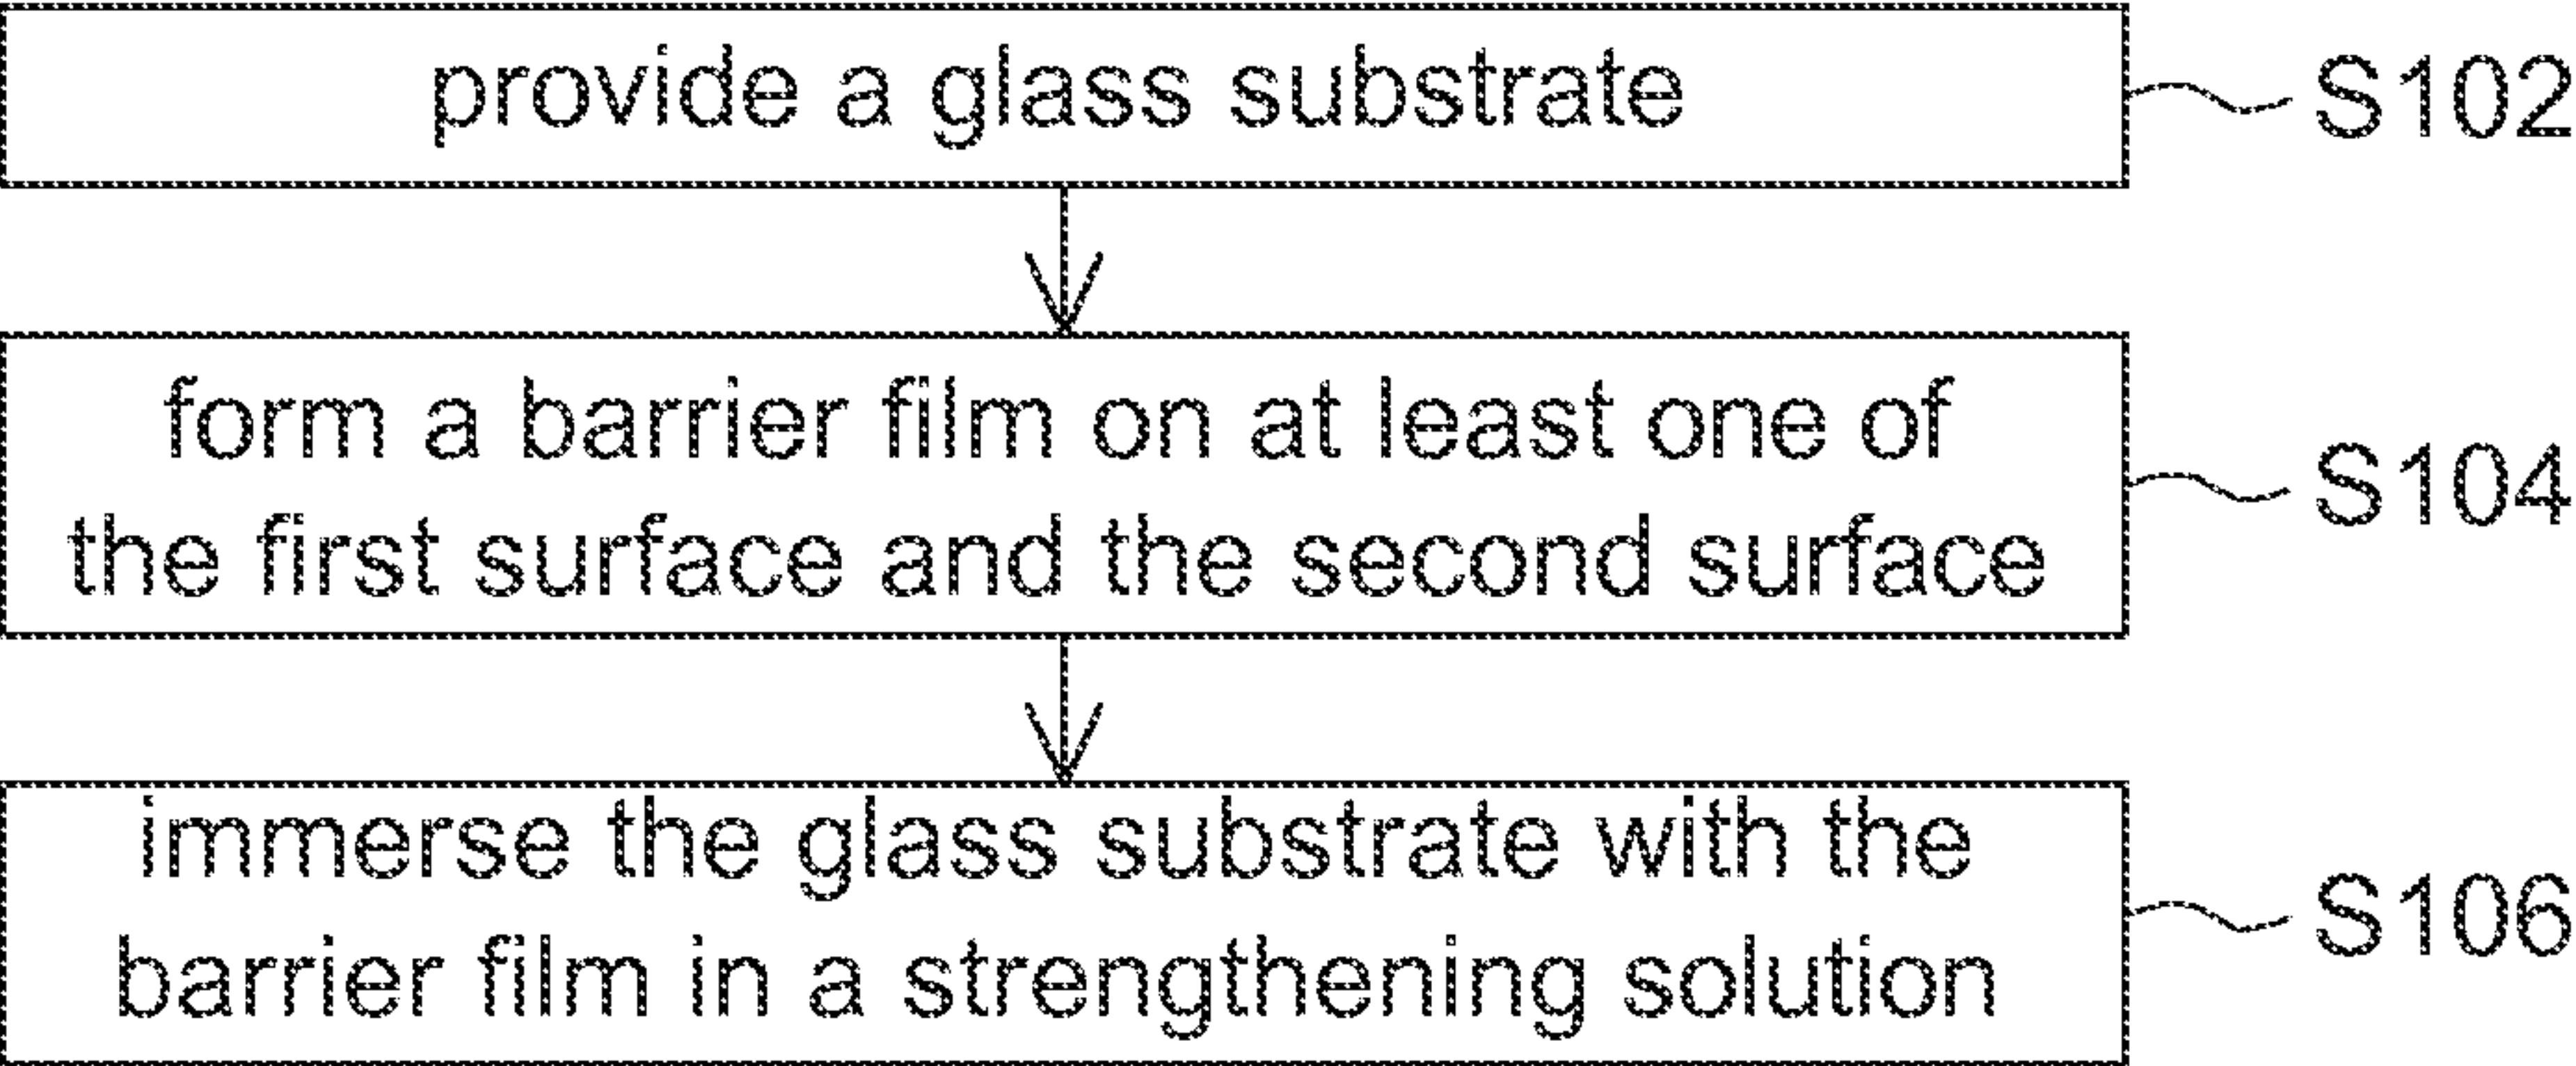 provide a glass substrate
S102
form a barrier film on at least one of
the first surface and the second surface
S104
immerse the glass substrate with the
barrier film in a strengthening solution
S106